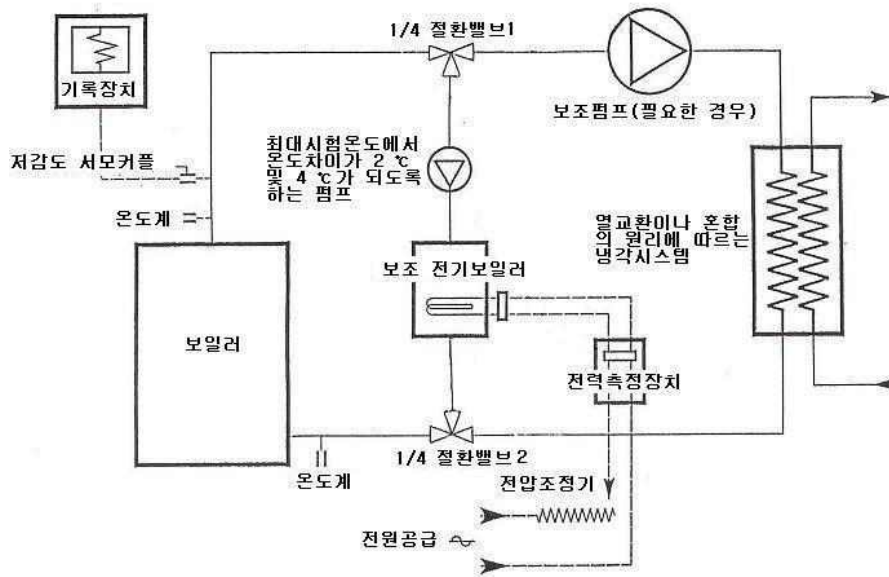 1/4 절환밸브1
기록장치
보조펌프(필요한 경우)
최대시험온도에서
온도차이가 2 ℃
및 4 ℃가 되도록
하는 펌프
저감도 서모커플
온도계
열교환이나 혼합
의 원리에 따르는
냉각시스템
보조 전기보일러
보일러
전력측정장치
1/4 절환밸브2
온도계
전압조정기
전원공급